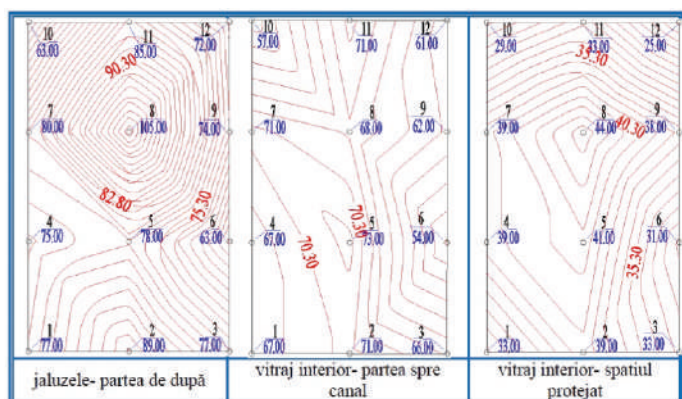 10 11 12
63.00 85.00 72.00
90.30
7 8 9
80.00 105.00 74.00
82.80
75.30
4 5 6
75.00 78.00 63.00
1 2 3
77.00 89.00 77.00
jaluzele- partea de după
10 11 12
57.00 71.00 61.00
7 8 9
71.00 68.00 62.00
70.30
4 5 6
67.00 73.00 54.00
70.30
1 2 3
67.00 71.00 66.00
vitraj interior- partea spre
canal
10 11 12
29.00 33.00 25.00
35.30
7 8 9
39.00 44.00 38.00
40.30
4 5 6
39.00 41.00 31.00
35.30
1 2 3
33.00 39.00 33.00
vitraj interior- spatiul
protejat